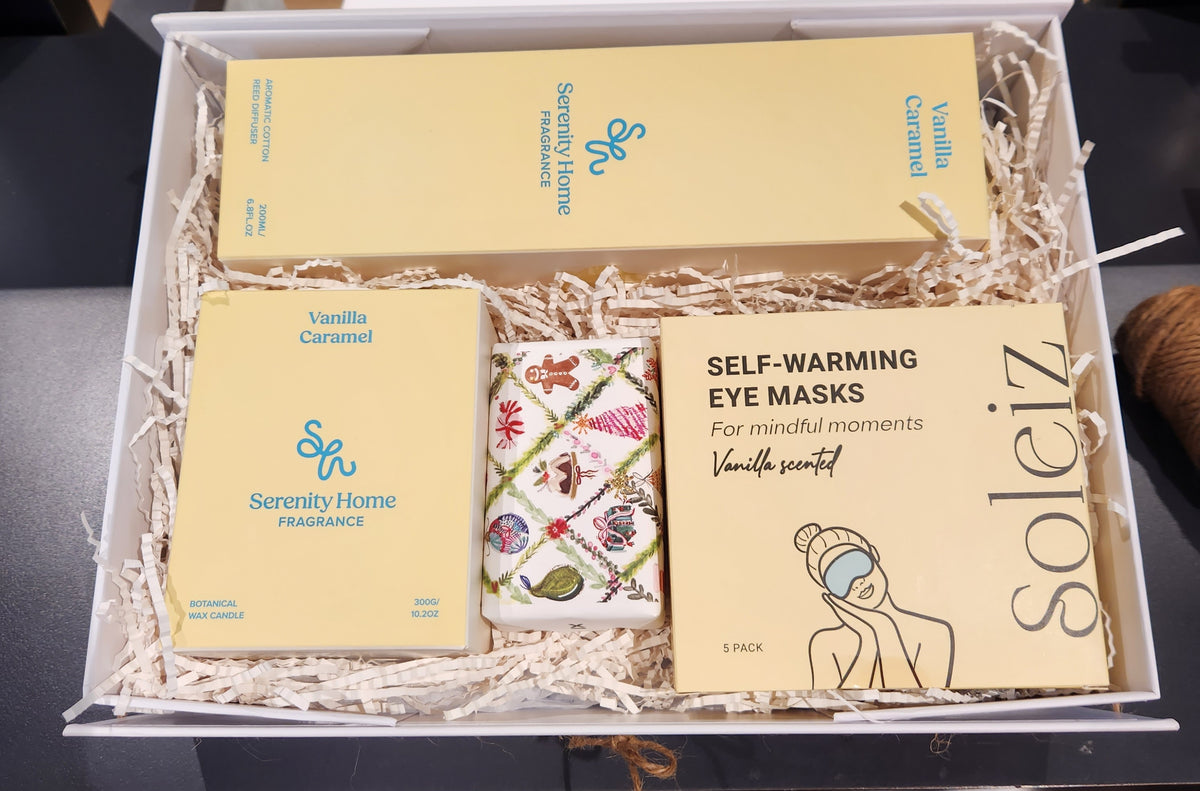 AROMATIC COTTON
REED DIFFUSER
200ML/
6.8FL.OZ
Serenity Home
FRAGRANCE
Vanilla
Caramel
Vanilla
Caramel
Serenity Home
FRAGRANCE
BOTANICAL
WAX CANDLE
300G/
10.2OZ
SELF-WARMING
EYE MASKS
For mindful moments
Vanilla scented
5 PACK
Soleiz